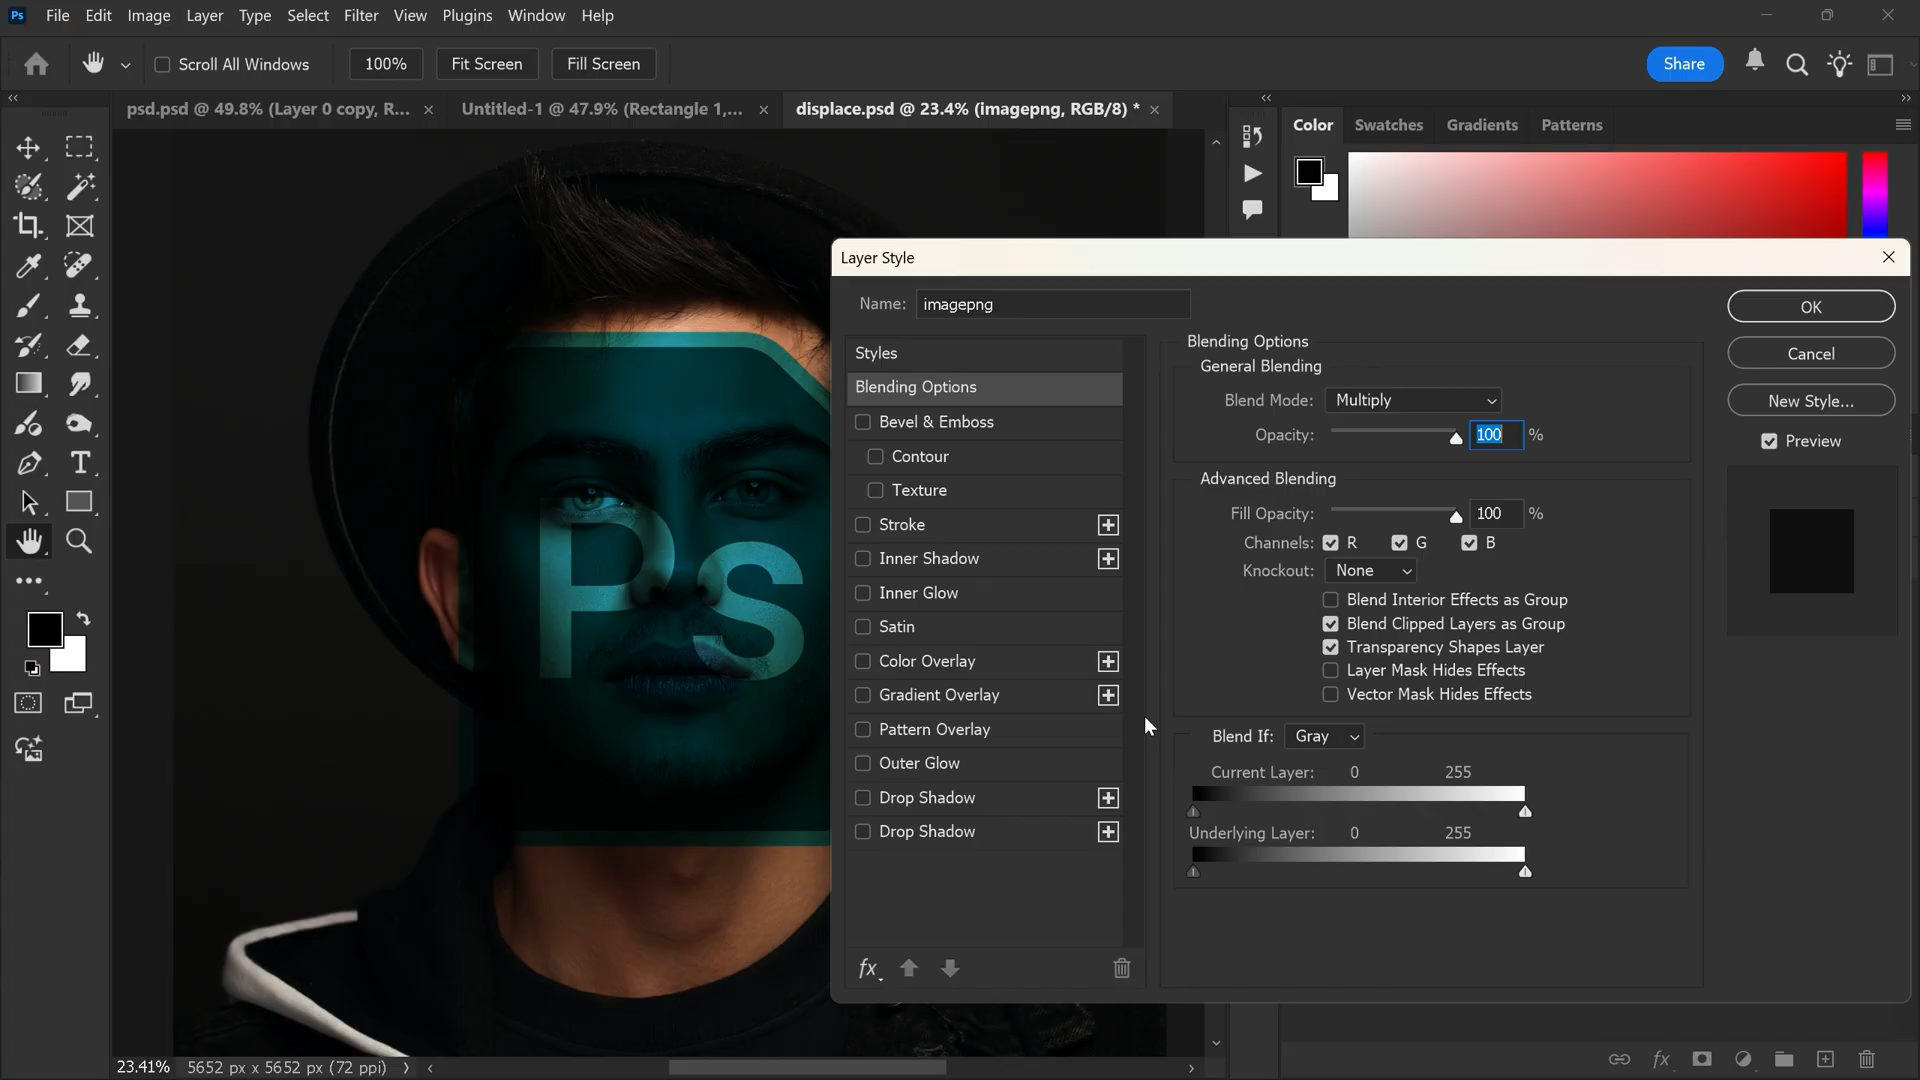 Ps File Edit Image Layer Type Select Filter View Plugins Window Help
Scroll All Windows 100% Fit Screen Fill Screen Share
psd.psd @ 49.8% (Layer 0 copy, R... Untitled-1 @ 47.9% (Rectangle 1,... displace.psd @ 23.4% (imagepng, RGB/8) *
Color Swatches Gradients Patterns
Layer Style
Name: imagepng
OK
Styles
Blending Options
General Blending
Cancel
Blending Options
Blend Mode: Multiply
New Style...
Bevel & Emboss
Opacity: 100 %
Preview
Contour
Advanced Blending
Texture
Fill Opacity: 100 %
Stroke
Channels: R G B
Inner Shadow
Knockout: None
Inner Glow
Blend Interior Effects as Group
Satin
Blend Clipped Layers as Group
Transparency Shapes Layer
Color Overlay
Layer Mask Hides Effects
Gradient Overlay
Vector Mask Hides Effects
Pattern Overlay
Blend If: Gray
Outer Glow
Current Layer: 0 255
Drop Shadow
Drop Shadow
Underlying Layer: 0 255
fx
Ps
T
23.41% 5652 px x 5652 px (72 ppi)
fx